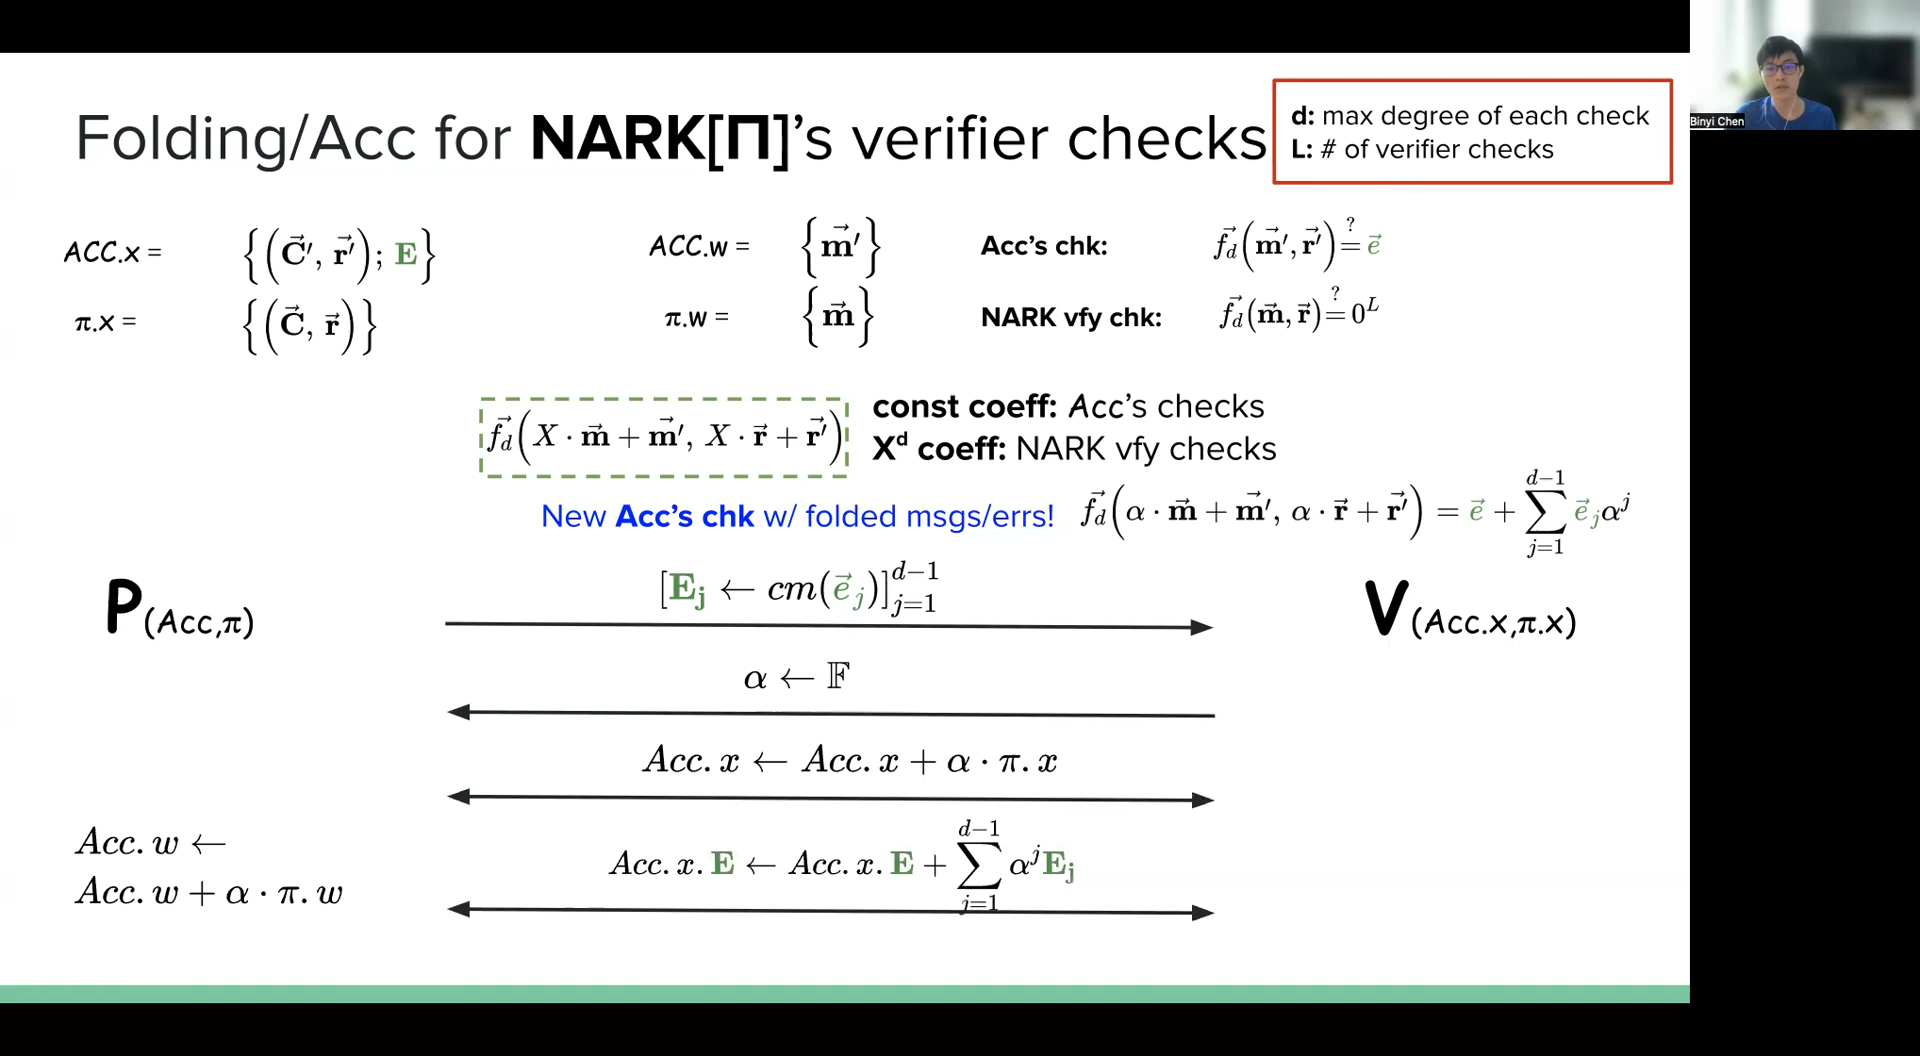 Folding/Acc for NARK[Π]'s verifier checks
d: max degree of each check
L: # of verifier checks
Binyi Chen
ACC.x = {(C⃗′, r⃗′); E}
ACC.w = {m⃗′}
Acc's chk: f⃗_d(m⃗′, r⃗′) =? e⃗
π.x = {(C⃗, r⃗)}
π.w = {m⃗}
NARK vfy chk: f⃗_d(m⃗, r⃗) =? 0^L
f⃗_d(X · m⃗ + m⃗′, X · r⃗ + r⃗′)
const coeff: Acc's checks
X^d coeff: NARK vfy checks
New Acc's chk w/ folded msgs/errs! f⃗_d(α · m⃗ + m⃗′, α · r⃗ + r⃗′) = e⃗ + ∑_{j=1}^{d−1} e⃗_j α^j
P(Acc,π)
[E_j ← cm(e⃗_j)]_{j=1}^{d−1}
V(Acc.x,π.x)
α ← 𝔽
Acc. x ← Acc. x + α · π. x
Acc. w ←
Acc. w + α · π. w
Acc. x. E ← Acc. x. E + ∑_{j=1}^{d−1} α^j E_j